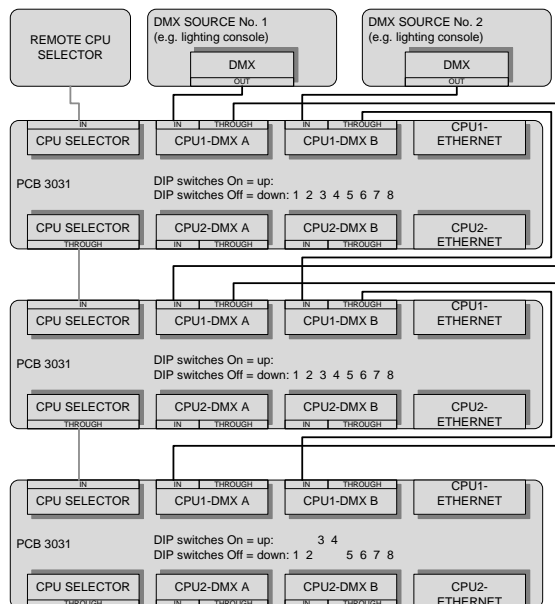 REMOTE CPU
SELECTOR
DMX SOURCE No. 1
(e.g. lighting console)
DMX
OUT
DMX SOURCE No. 2
(e.g. lighting console)
DMX
OUT
IN
CPU SELECTOR
IN THROUGH
CPU1-DMX A
IN THROUGH
CPU1-DMX B
CPU1-
ETHERNET
PCB 3031
DIP switches On = up:
DIP switches Off = down: 1 2 3 4 5 6 7 8
CPU SELECTOR
THROUGH
CPU2-DMX A
IN THROUGH
CPU2-DMX B
IN THROUGH
CPU2-
ETHERNET
IN
CPU SELECTOR
IN THROUGH
CPU1-DMX A
IN THROUGH
CPU1-DMX B
CPU1-
ETHERNET
PCB 3031
DIP switches On = up:
DIP switches Off = down: 1 2 3 4 5 6 7 8
CPU SELECTOR
THROUGH
CPU2-DMX A
IN THROUGH
CPU2-DMX B
IN THROUGH
CPU2-
ETHERNET
IN
CPU SELECTOR
IN THROUGH
CPU1-DMX A
IN THROUGH
CPU1-DMX B
CPU1-
ETHERNET
PCB 3031
DIP switches On = up: 3 4
DIP switches Off = down: 1 2 5 6 7 8
CPU SELECTOR
THROUGH
CPU2-DMX A
IN THROUGH
CPU2-DMX B
IN THROUGH
CPU2-
ETHERNET